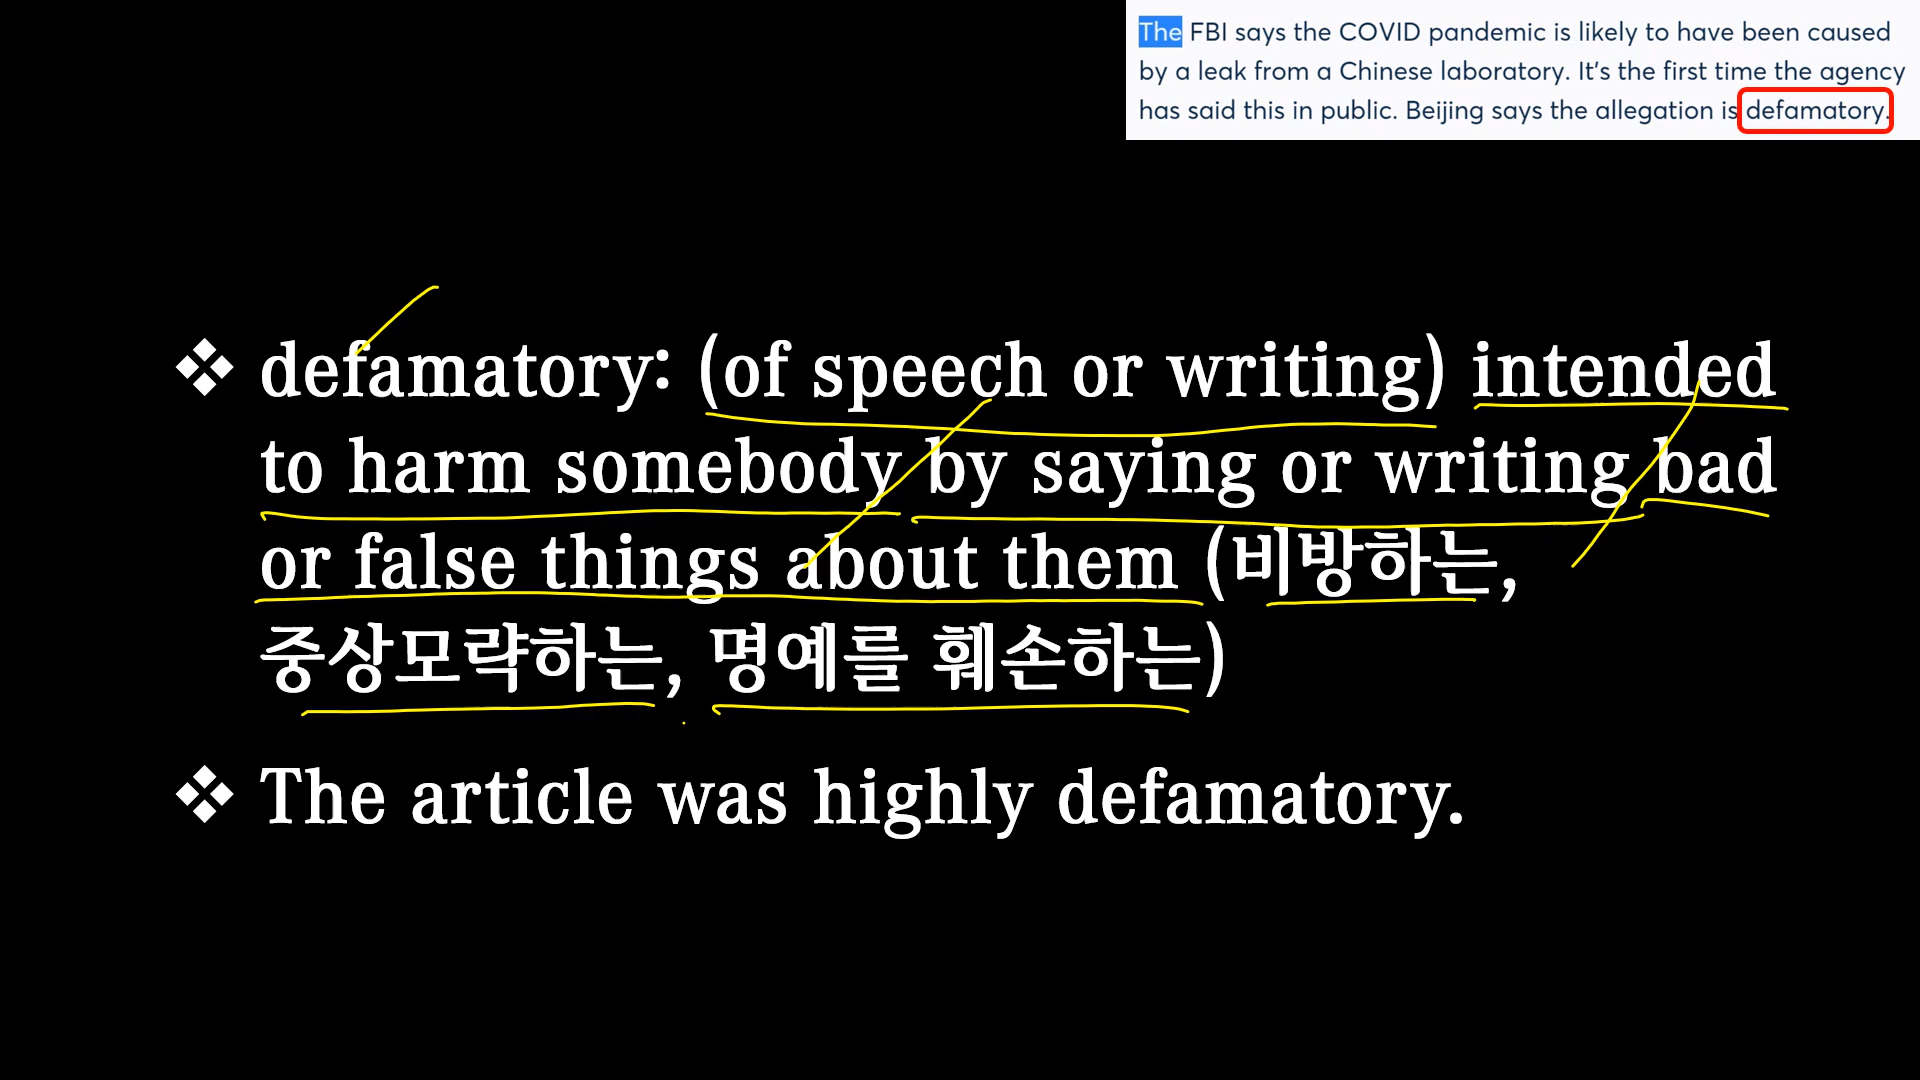 The FBI says the COVID pandemic is likely to have been caused
by a leak from a Chinese laboratory. It's the first time the agency
has said this in public. Beijing says the allegation is defamatory.
❖ defamatory: (of speech or writing) intended
to harm somebody by saying or writing bad
or false things about them (비방하는,
중상모략하는, 명예를 훼손하는)
❖ The article was highly defamatory.